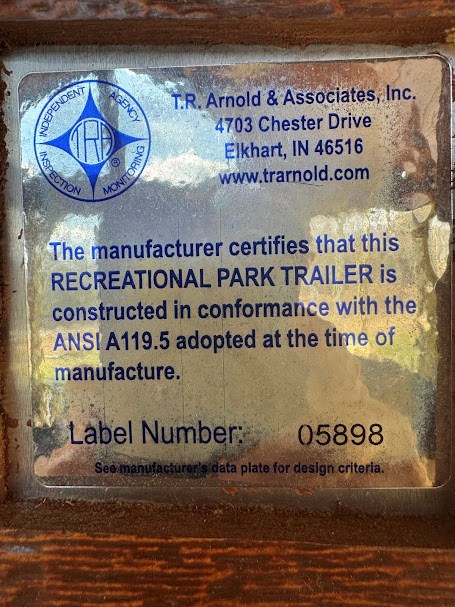 INDEPENDENT AGENCY
TRA
®
INSPECTION MONITORING
T.R. Arnold & Associates, Inc.
4703 Chester Drive
Elkhart, IN 46516
www.trarnold.com
The manufacturer certifies that this
RECREATIONAL PARK TRAILER is
constructed in conformance with the
ANSI A119.5 adopted at the time of
manufacture.
Label Number: 05898
See manufacturer's data plate for design criteria.